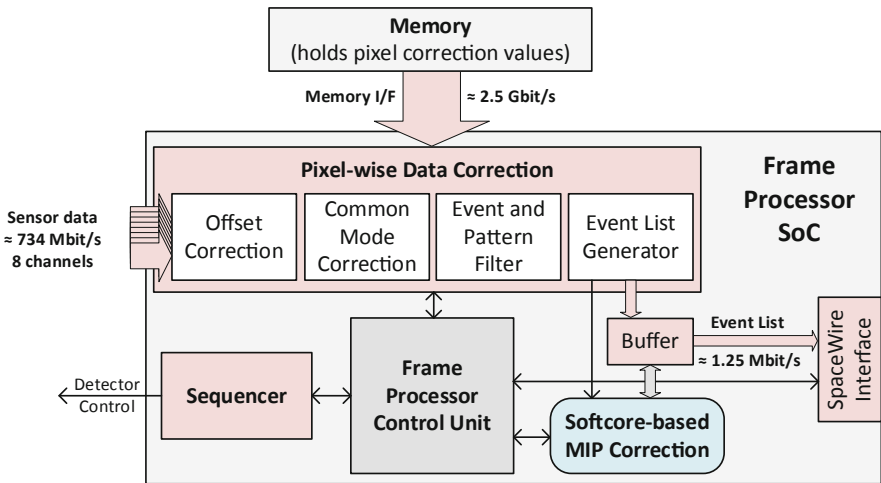 Memory
(holds pixel correction values)
Memory I/F
≈ 2.5 Gbit/s
Pixel-wise Data Correction
Frame
Processor
SoC
Sensor data
≈ 734 Mbit/s
8 channels
Offset
Correction
Common
Mode
Correction
Event and
Pattern
Filter
Event List
Generator
Buffer
Event List
≈ 1.25 Mbit/s
SpaceWire
Interface
Detector
Control
Sequencer
Frame
Processor
Control Unit
Softcore-based
MIP Correction